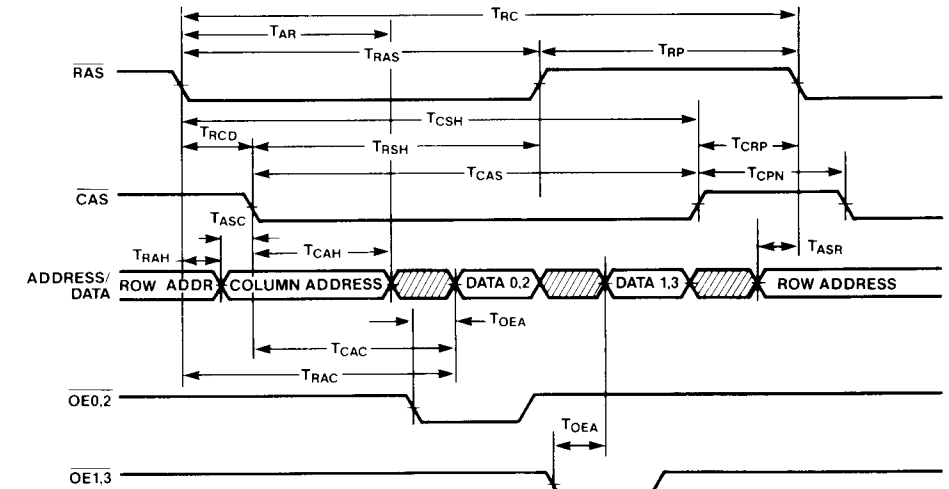 TRC
TAR
TRAS
TRP
RAS
TCSH
TRCD
TRSH
TCRP
TCAS
TCPN
CAS
TASC
TRAH
TCAH
TASR
ADDRESS/
DATA
ROW ADDR
COLUMN ADDRESS
DATA 0,2
DATA 1,3
ROW ADDRESS
TOEA
TCAC
TRAC
OE0,2
TOEA
OE1,3